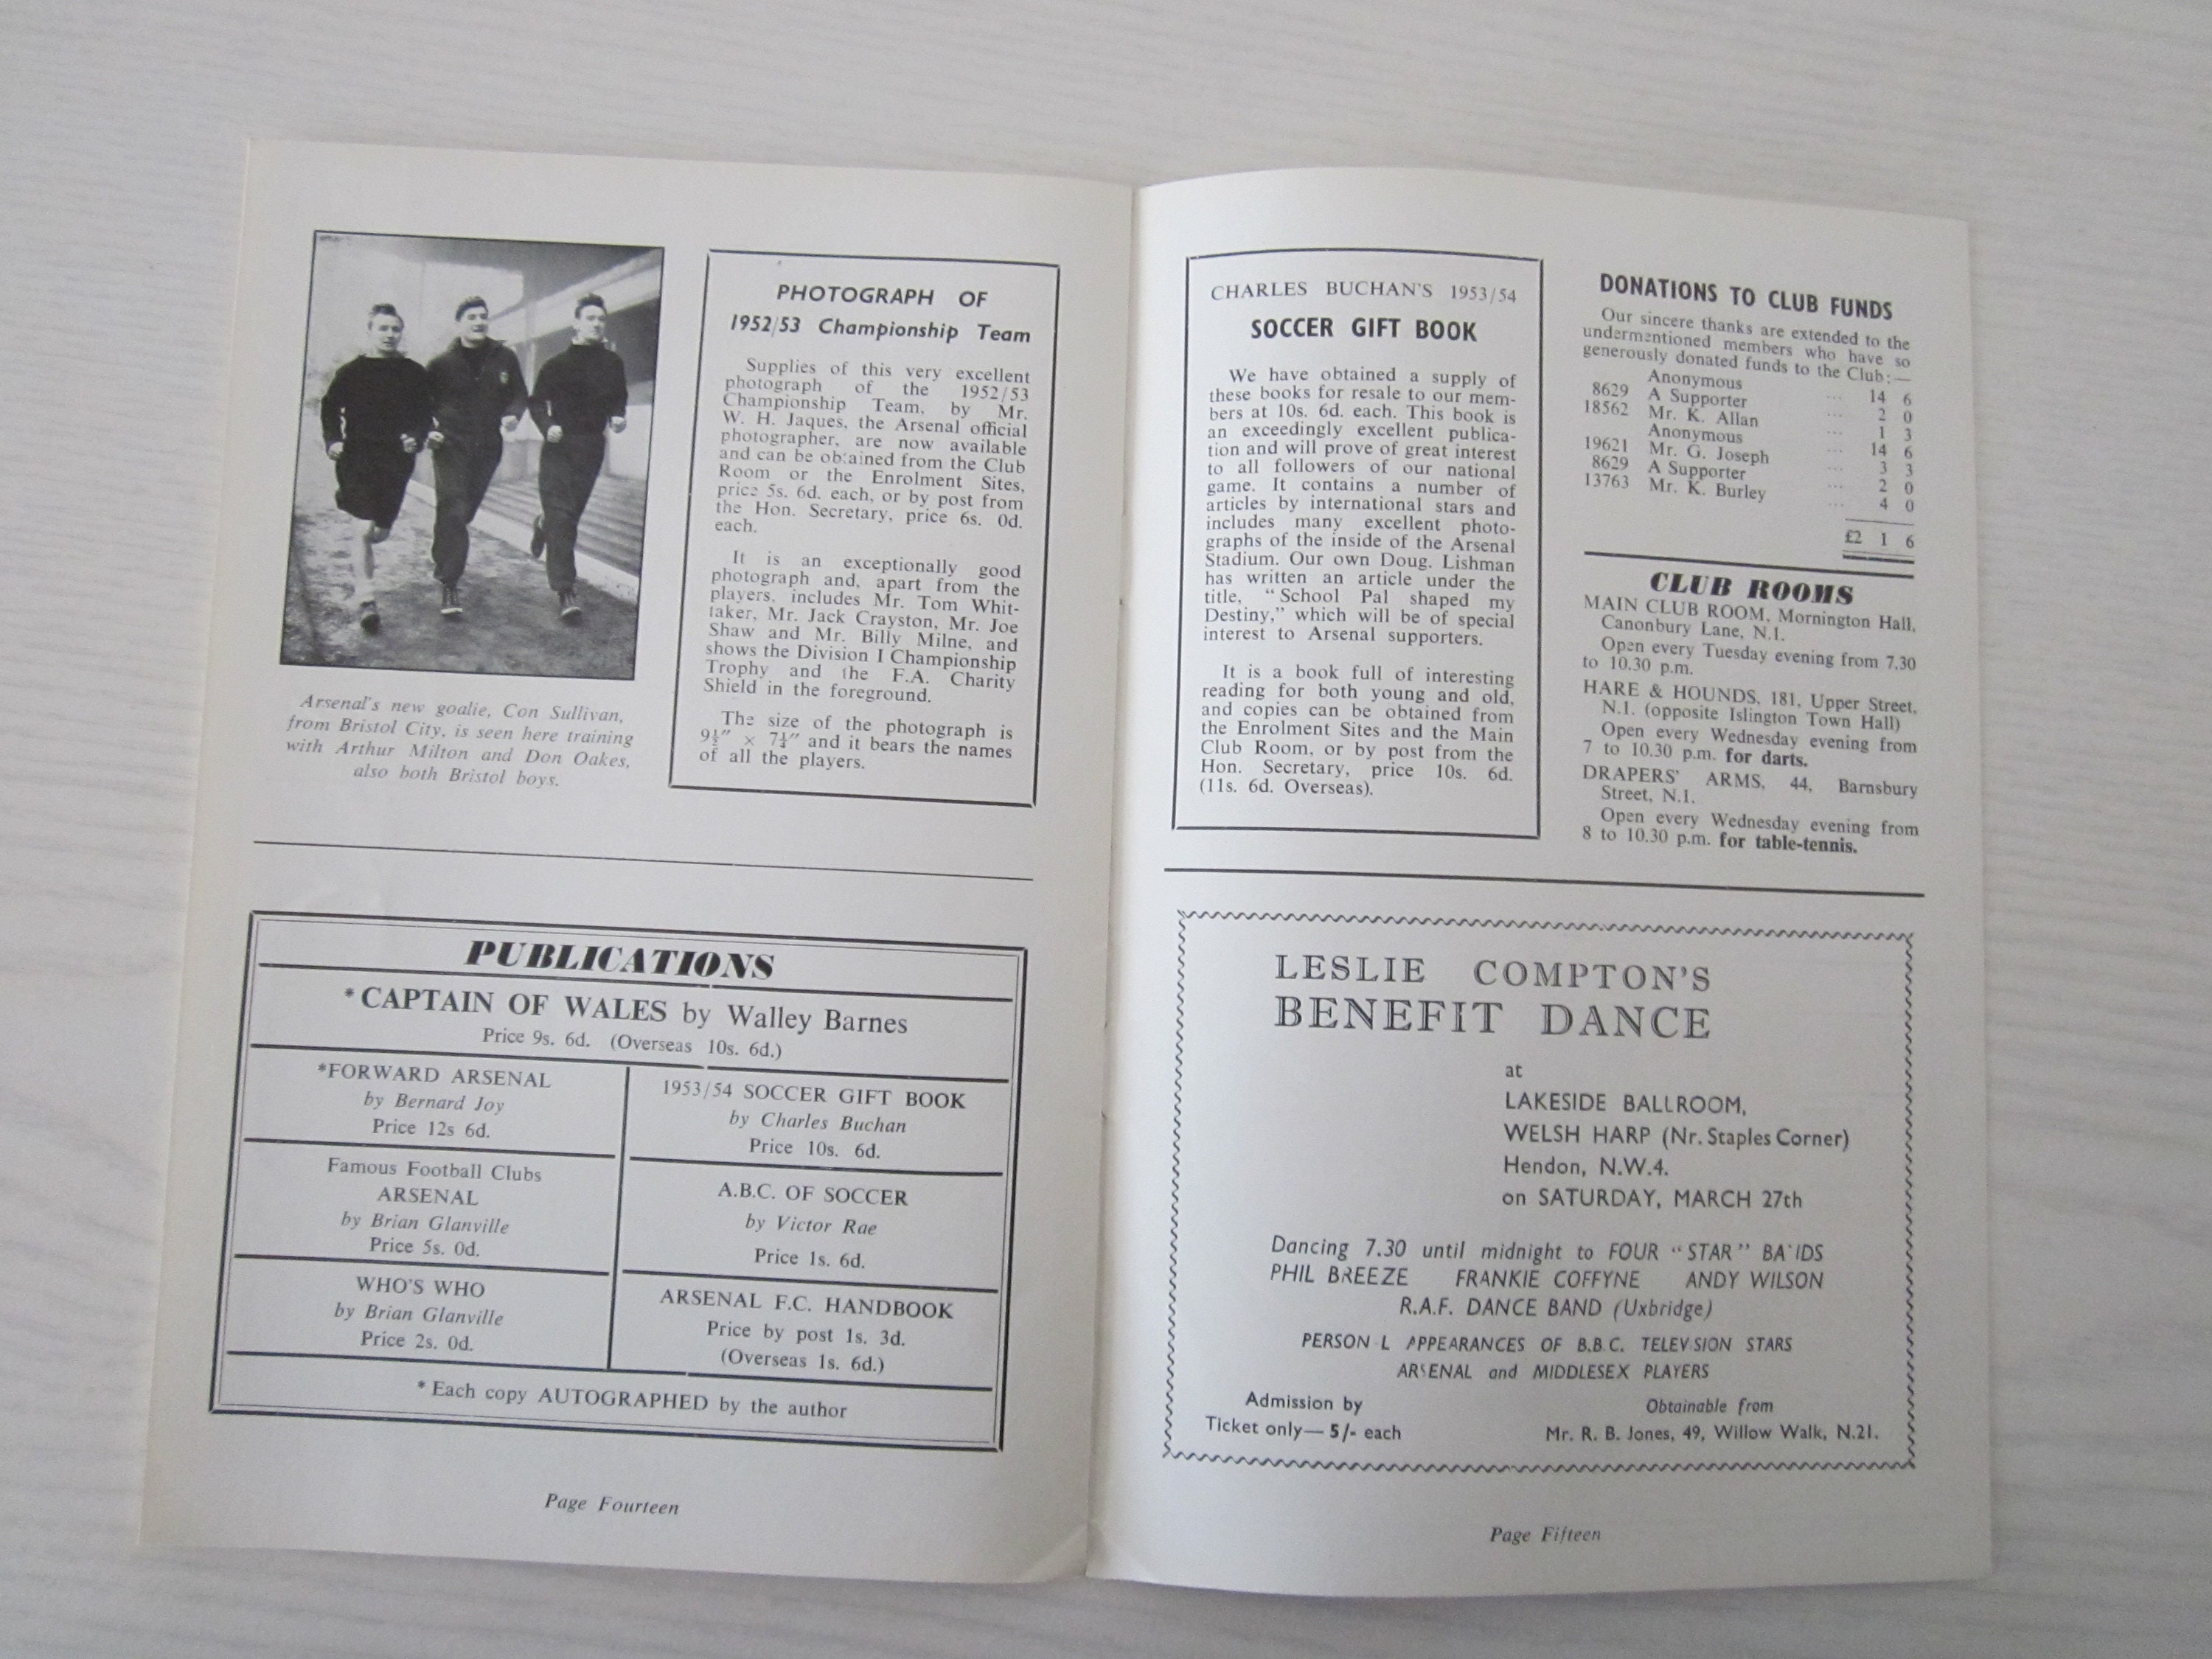 Arsenal's new goalie, Con Sullivan,
from Bristol City, is seen here training
with Arthur Milton and Don Oakes,
also both Bristol boys.
PHOTOGRAPH OF
1952/53 Championship Team
Supplies of this very excellent
photograph of the 1952/53
Championship Team, by Mr.
W. H. Jaques, the Arsenal official
photographer, are now available
and can be obtained from the Club
Room or the Enrolment Sites,
price 5s. 6d. each, or by post from
the Hon. Secretary, price 6s. 0d.
each.
It is an exceptionally good
photograph and, apart from the
players, includes Mr. Tom Whit-
taker, Mr. Jack Crayston, Mr. Joe
Shaw and Mr. Billy Milne, and
shows the Division I Championship
Trophy and the F.A. Charity
Shield in the foreground.
The size of the photograph is
9½″ × 7¼″ and it bears the names
of all the players.
PUBLICATIONS
*CAPTAIN OF WALES by Walley Barnes
Price 9s. 6d. (Overseas 10s. 6d.)
*FORWARD ARSENAL
by Bernard Joy
Price 12s 6d.
Famous Football Clubs
ARSENAL
by Brian Glanville
Price 5s. 0d.
WHO'S WHO
by Brian Glanville
Price 2s. 0d.
1953/54 SOCCER GIFT BOOK
by Charles Buchan
Price 10s. 6d.
A.B.C. OF SOCCER
by Victor Rae
Price 1s. 6d.
ARSENAL F.C. HANDBOOK
Price by post 1s. 3d.
(Overseas 1s. 6d.)
* Each copy AUTOGRAPHED by the author
Page Fourteen
CHARLES BUCHAN'S 1953/54
SOCCER GIFT BOOK
We have obtained a supply of
these books for resale to our mem-
bers at 10s. 6d. each. This book is
an exceedingly excellent publica-
tion and will prove of great interest
to all followers of our national
game. It contains a number of
articles by international stars and
includes many excellent photo-
graphs of the inside of the Arsenal
Stadium. Our own Doug. Lishman
has written an article under the
title, "School Pal shaped my
Destiny," which will be of special
interest to Arsenal supporters.
It is a book full of interesting
reading for both young and old,
and copies can be obtained from
the Enrolment Sites and the Main
Club Room, or by post from the
Hon. Secretary, price 10s. 6d.
(11s. 6d. Overseas).
DONATIONS TO CLUB FUNDS
Our sincere thanks are extended to the
undermentioned members who have so
generously donated funds to the Club:—
Anonymous ... 14 6
8629 A Supporter ... 2 0
18562 Mr. K. Allan ... 1 3
Anonymous ... 14 6
19621 Mr. G. Joseph ... 3 3
8629 A Supporter ... 2 0
13763 Mr. K. Burley ... 4 0
£2 1 6
CLUB ROOMS
MAIN CLUB ROOM, Mornington Hall,
Canonbury Lane, N.1.
Open every Tuesday evening from 7.30
to 10.30 p.m.
HARE & HOUNDS, 181, Upper Street,
N.1. (opposite Islington Town Hall)
Open every Wednesday evening from
7 to 10.30 p.m. for darts.
DRAPERS' ARMS, 44, Barnsbury
Street, N.1.
Open every Wednesday evening from
8 to 10.30 p.m. for table-tennis.
LESLIE COMPTON'S
BENEFIT DANCE
at
LAKESIDE BALLROOM,
WELSH HARP (Nr. Staples Corner)
Hendon, N.W.4.
on SATURDAY, MARCH 27th
Dancing 7.30 until midnight to FOUR "STAR" BANDS
PHIL BREEZE FRANKIE COFFYNE ANDY WILSON
R.A.F. DANCE BAND (Uxbridge)
PERSON L APPEARANCES OF B.B.C. TELEVISION STARS
ARSENAL and MIDDLESEX PLAYERS
Admission by
Ticket only— 5/- each
Obtainable from
Mr. R. B. Jones, 49, Willow Walk, N.21.
Page Fifteen